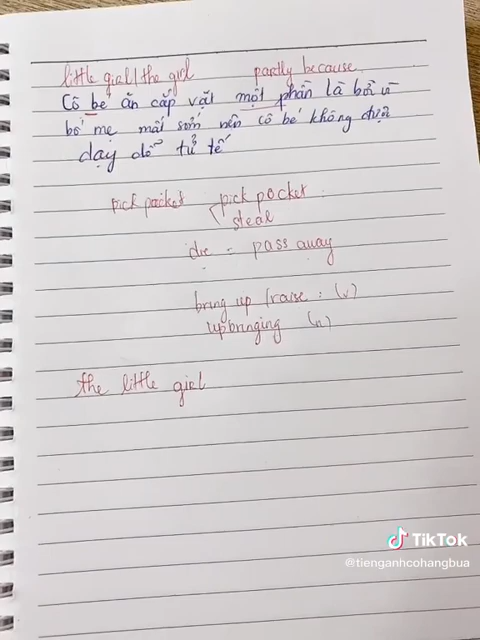 little girl/the girl partly because
Cô bé ăn cắp vặt một phần là bởi vì
bố mẹ mất sớm nên cô bé không được
dạy dỗ tử tế
pick pocket pick pocket
steal
die = pass away
bring up / raise : (v)
upbringing (n)
the little girl
TikTok
@tienganhcohangbua